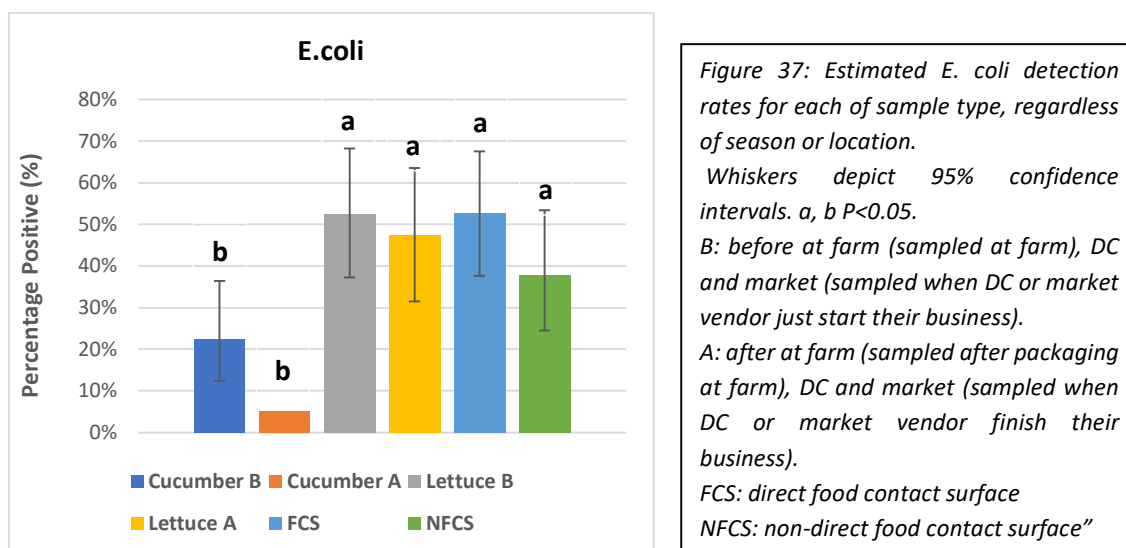 E.coli
Percentage Positive (%)
80%
70%
60%
50%
40%
30%
20%
10%
0%
b
b
a
a
a
a
Cucumber B Cucumber A Lettuce B
Lettuce A FCS NFCS
Figure 37: Estimated E. coli detection
rates for each of sample type, regardless
of season or location.
Whiskers depict 95% confidence
intervals. a, b P<0.05.
B: before at farm (sampled at farm), DC
and market (sampled when DC or market
vendor just start their business).
A: after at farm (sampled after packaging
at farm), DC and market (sampled when
DC or market vendor finish their
business).
FCS: direct food contact surface
NFCS: non-direct food contact surface”